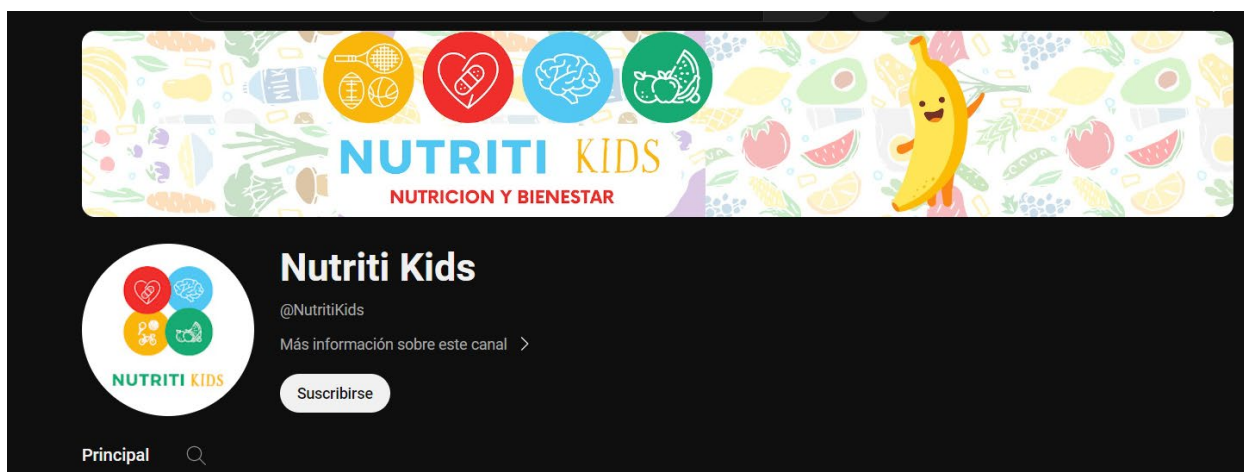 NUTRITI KIDS
NUTRICION Y BIENESTAR
Nutriti Kids
@NutritiKids
Más información sobre este canal
NUTRITI KIDS
Suscribirse
Principal